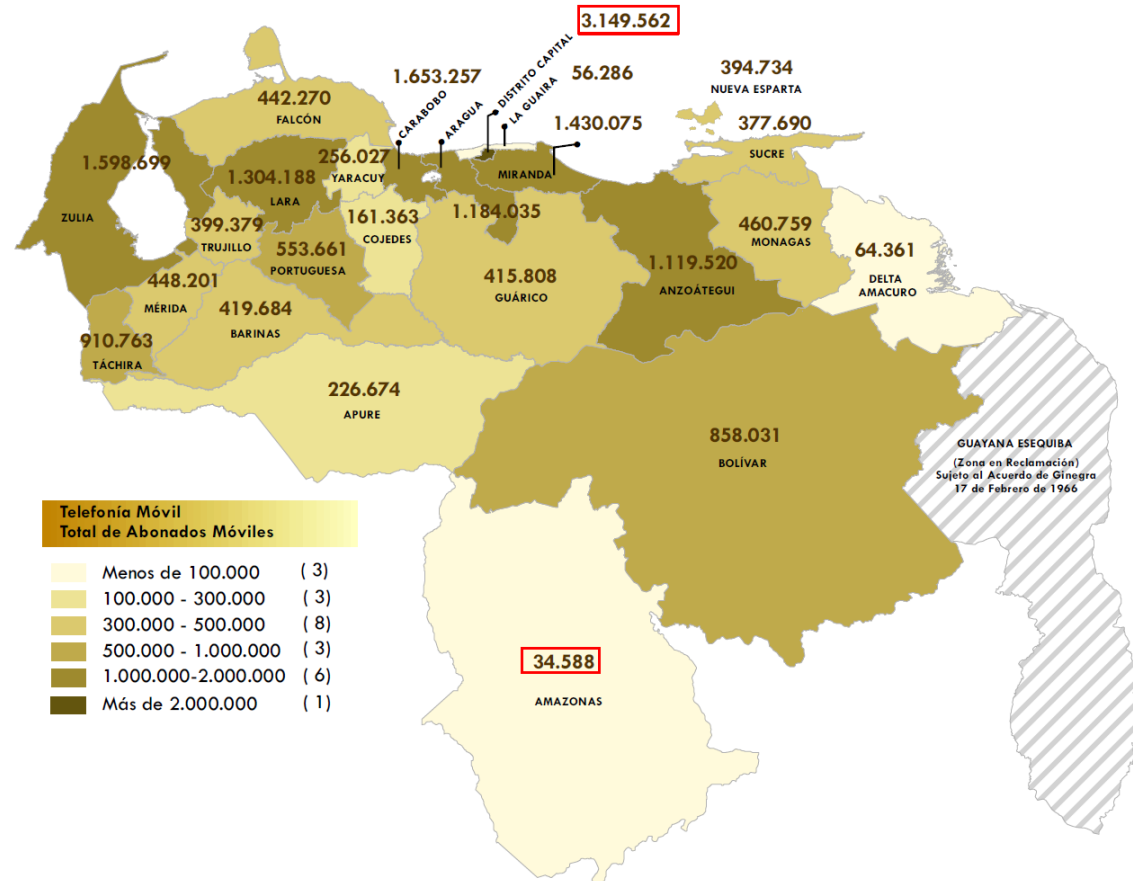 3.149.562
DISTRITO CAPITAL
1.653.257
56.286
LA GUAIRA
394.734
NUEVA ESPARTA
442.270
FALCÓN
CARABOBO
ARAGUA
1.430.075
377.690
SUCRE
1.598.699
ZULIA
256.027
YARACUY
1.304.188
LARA
MIRANDA
399.379
TRUJILLO
161.363
COJEDES
1.184.035
460.759
MONAGAS
64.361
DELTA
AMACURO
553.661
PORTUGUESA
415.808
GUÁRICO
1.119.520
ANZOÁTEGUI
448.201
MÉRIDA
419.684
BARINAS
910.763
TÁCHIRA
226.674
APURE
858.031
BOLÍVAR
GUAYANA ESEQUIBA
(Zona en Reclamación)
Sujeto al Acuerdo de Ginegra
17 de Febrero de 1966
Telefonía Móvil
Total de Abonados Móviles
Menos de 100.000 ( 3)
100.000 - 300.000 ( 3)
300.000 - 500.000 ( 8)
500.000 - 1.000.000 ( 3)
1.000.000-2.000.000 ( 6)
Más de 2.000.000 ( 1)
34.588
AMAZONAS